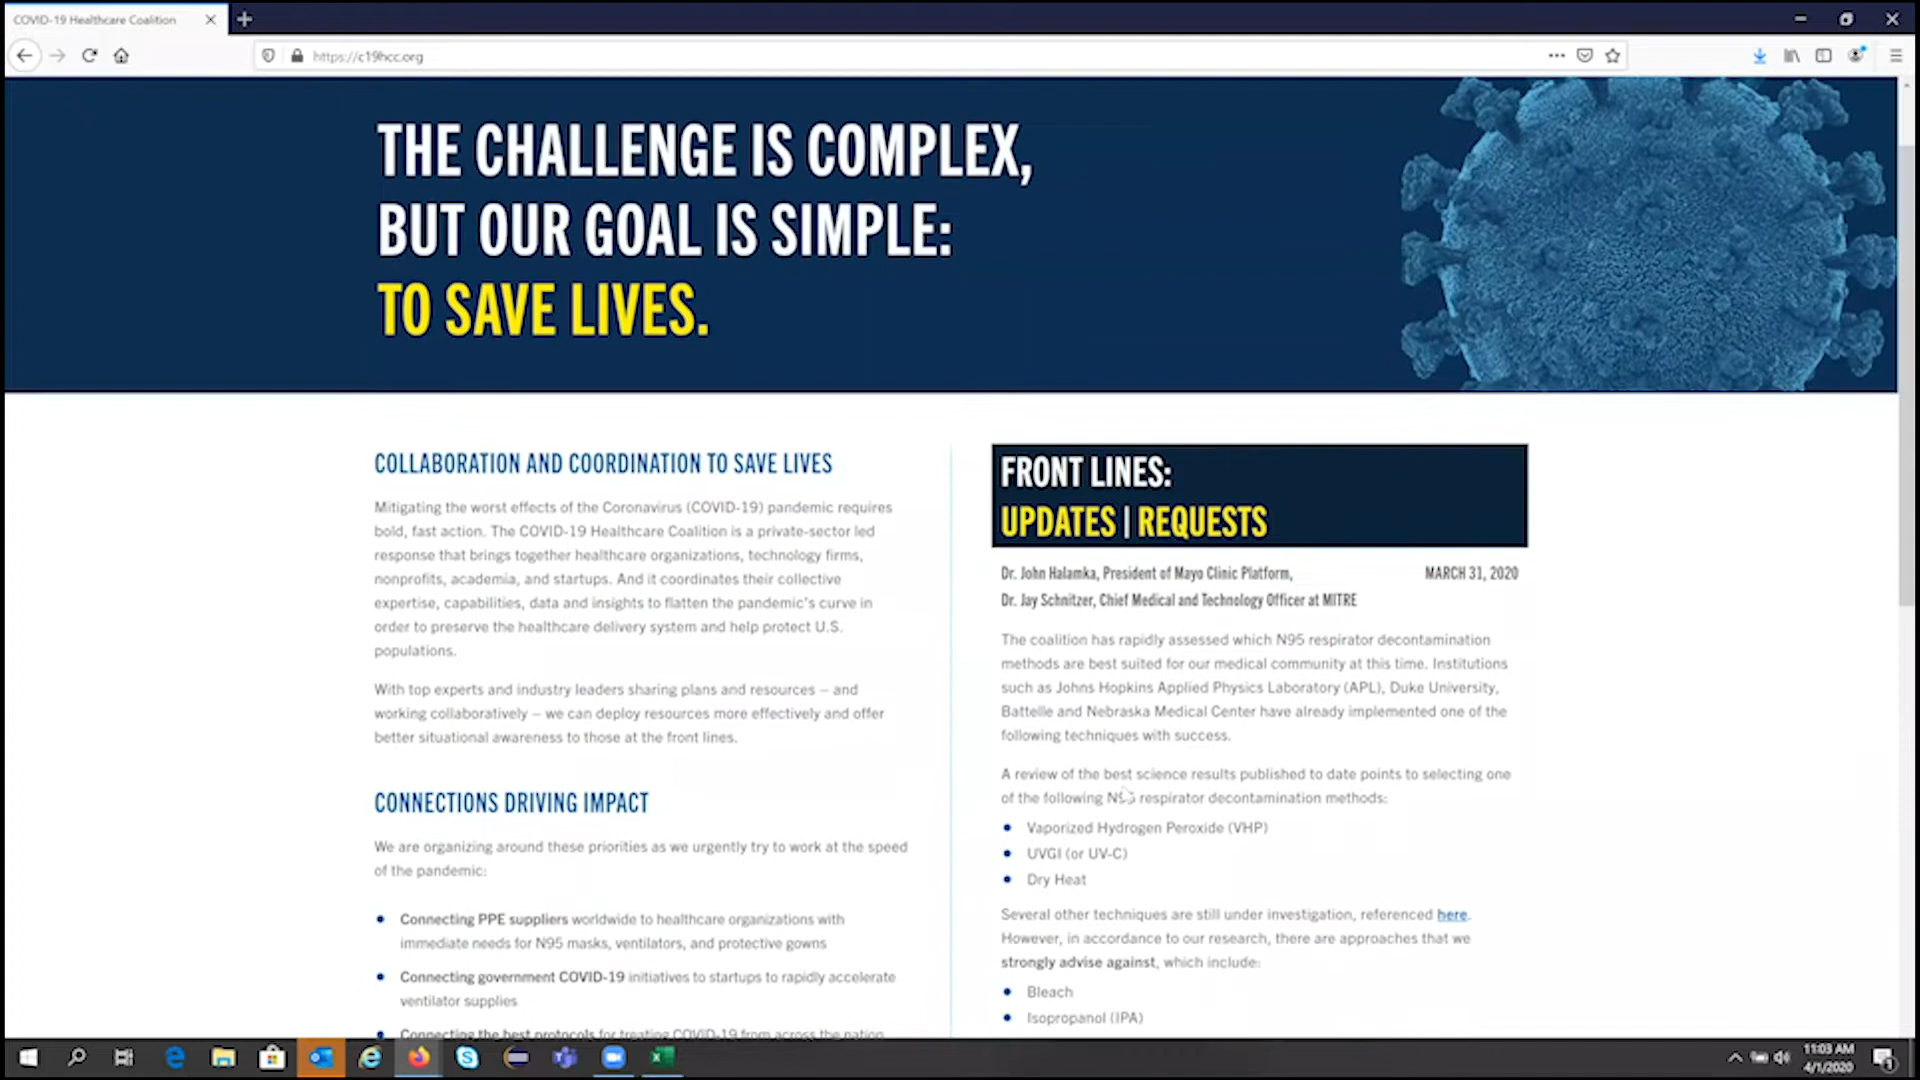 COVID-19 Healthcare Coalition
https://c19hcc.org
THE CHALLENGE IS COMPLEX,
BUT OUR GOAL IS SIMPLE:
TO SAVE LIVES.
COLLABORATION AND COORDINATION TO SAVE LIVES
Mitigating the worst effects of the Coronavirus (COVID-19) pandemic requires
bold, fast action. The COVID-19 Healthcare Coalition is a private-sector led
response that brings together healthcare organizations, technology firms,
nonprofits, academia, and startups. And it coordinates their collective
expertise, capabilities, data and insights to flatten the pandemic's curve in
order to preserve the healthcare delivery system and help protect U.S.
populations.
With top experts and industry leaders sharing plans and resources – and
working collaboratively – we can deploy resources more effectively and offer
better situational awareness to those at the front lines.
CONNECTIONS DRIVING IMPACT
We are organizing around these priorities as we urgently try to work at the speed
of the pandemic:
Connecting PPE suppliers worldwide to healthcare organizations with
immediate needs for N95 masks, ventilators, and protective gowns
Connecting government COVID-19 initiatives to startups to rapidly accelerate
ventilator supplies
Connecting the best protocols for treating COVID-19 from across the nation
FRONT LINES:
UPDATES | REQUESTS
Dr. John Halamka, President of Mayo Clinic Platform, MARCH 31, 2020
Dr. Jay Schnitzer, Chief Medical and Technology Officer at MITRE
The coalition has rapidly assessed which N95 respirator decontamination
methods are best suited for our medical community at this time. Institutions
such as Johns Hopkins Applied Physics Laboratory (APL), Duke University,
Battelle and Nebraska Medical Center have already implemented one of the
following techniques with success.
A review of the best science results published to date points to selecting one
of the following N95 respirator decontamination methods:
Vaporized Hydrogen Peroxide (VHP)
UVGI (or UV-C)
Dry Heat
Several other techniques are still under investigation, referenced here.
However, in accordance to our research, there are approaches that we
strongly advise against, which include:
Bleach
Isopropanol (IPA)
11:03 AM
4/1/2020